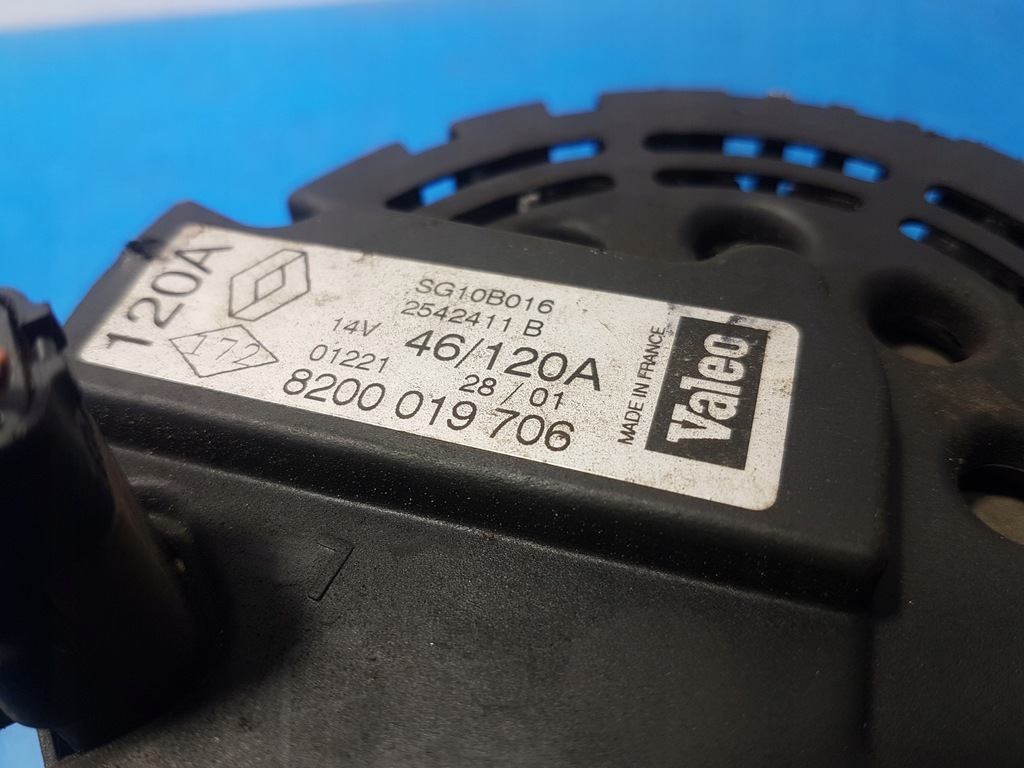 120A
172
SG10B016
2542411 B
14V 46/120A
01221 28 / 01
8200 019 706
MADE IN FRANCE
Valeo